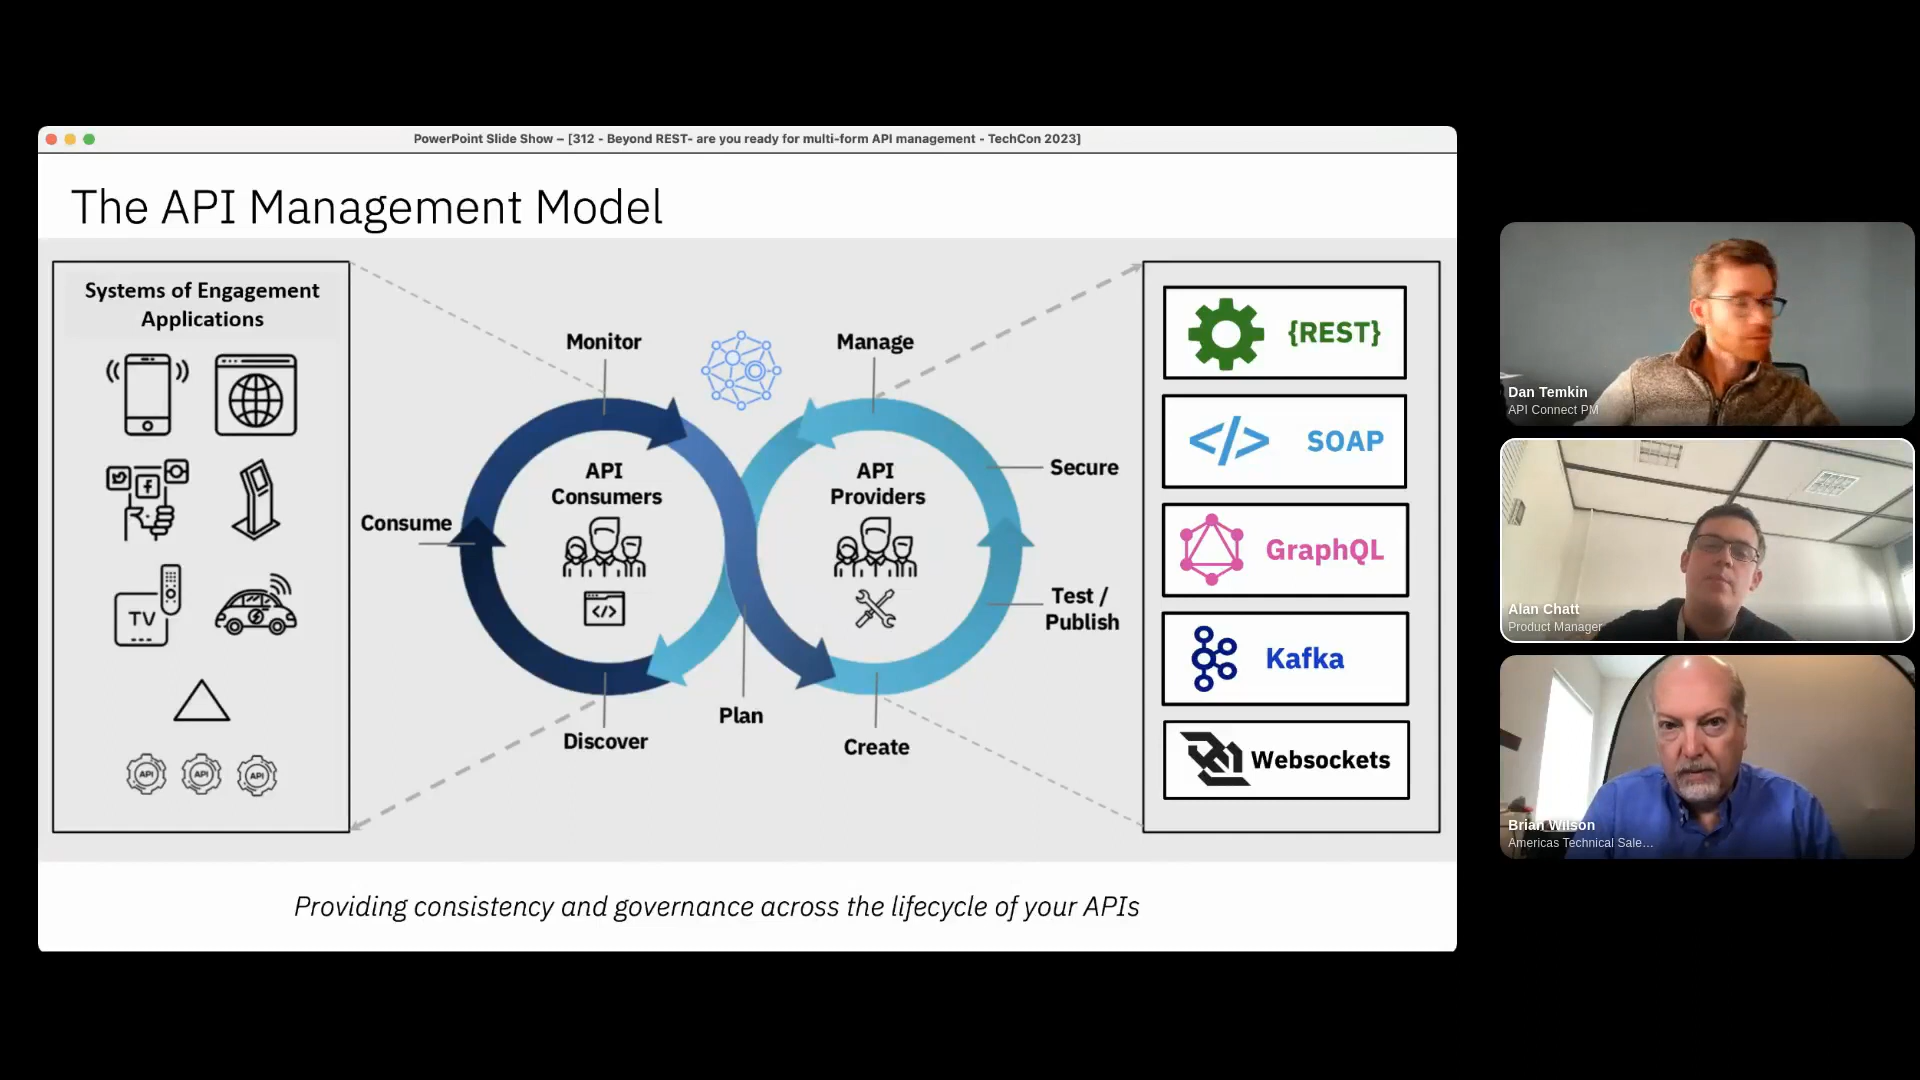 PowerPoint Slide Show – [312 - Beyond REST- are you ready for multi-form API management - TechCon 2023]
The API Management Model
Systems of Engagement
Applications
TV
API
API
API
Monitor
Manage
Consume
API
Consumers
API
Providers
Secure
Test /
Publish
Plan
Discover
Create
{REST}
</> SOAP
GraphQL
Kafka
Websockets
Providing consistency and governance across the lifecycle of your APIs
Dan Temkin
API Connect PM
Alan Chatt
Product Manager
Brian Wilson
Americas Technical Sale...